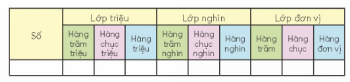 Số Lớp triệu Lớp nghìn Lớp đơn vị
Hàng trăm triệu Hàng chục triệu Hàng triệu Hàng trăm nghìn Hàng chục nghìn Hàng nghìn Hàng trăm Hàng chục Hàng đơn vị